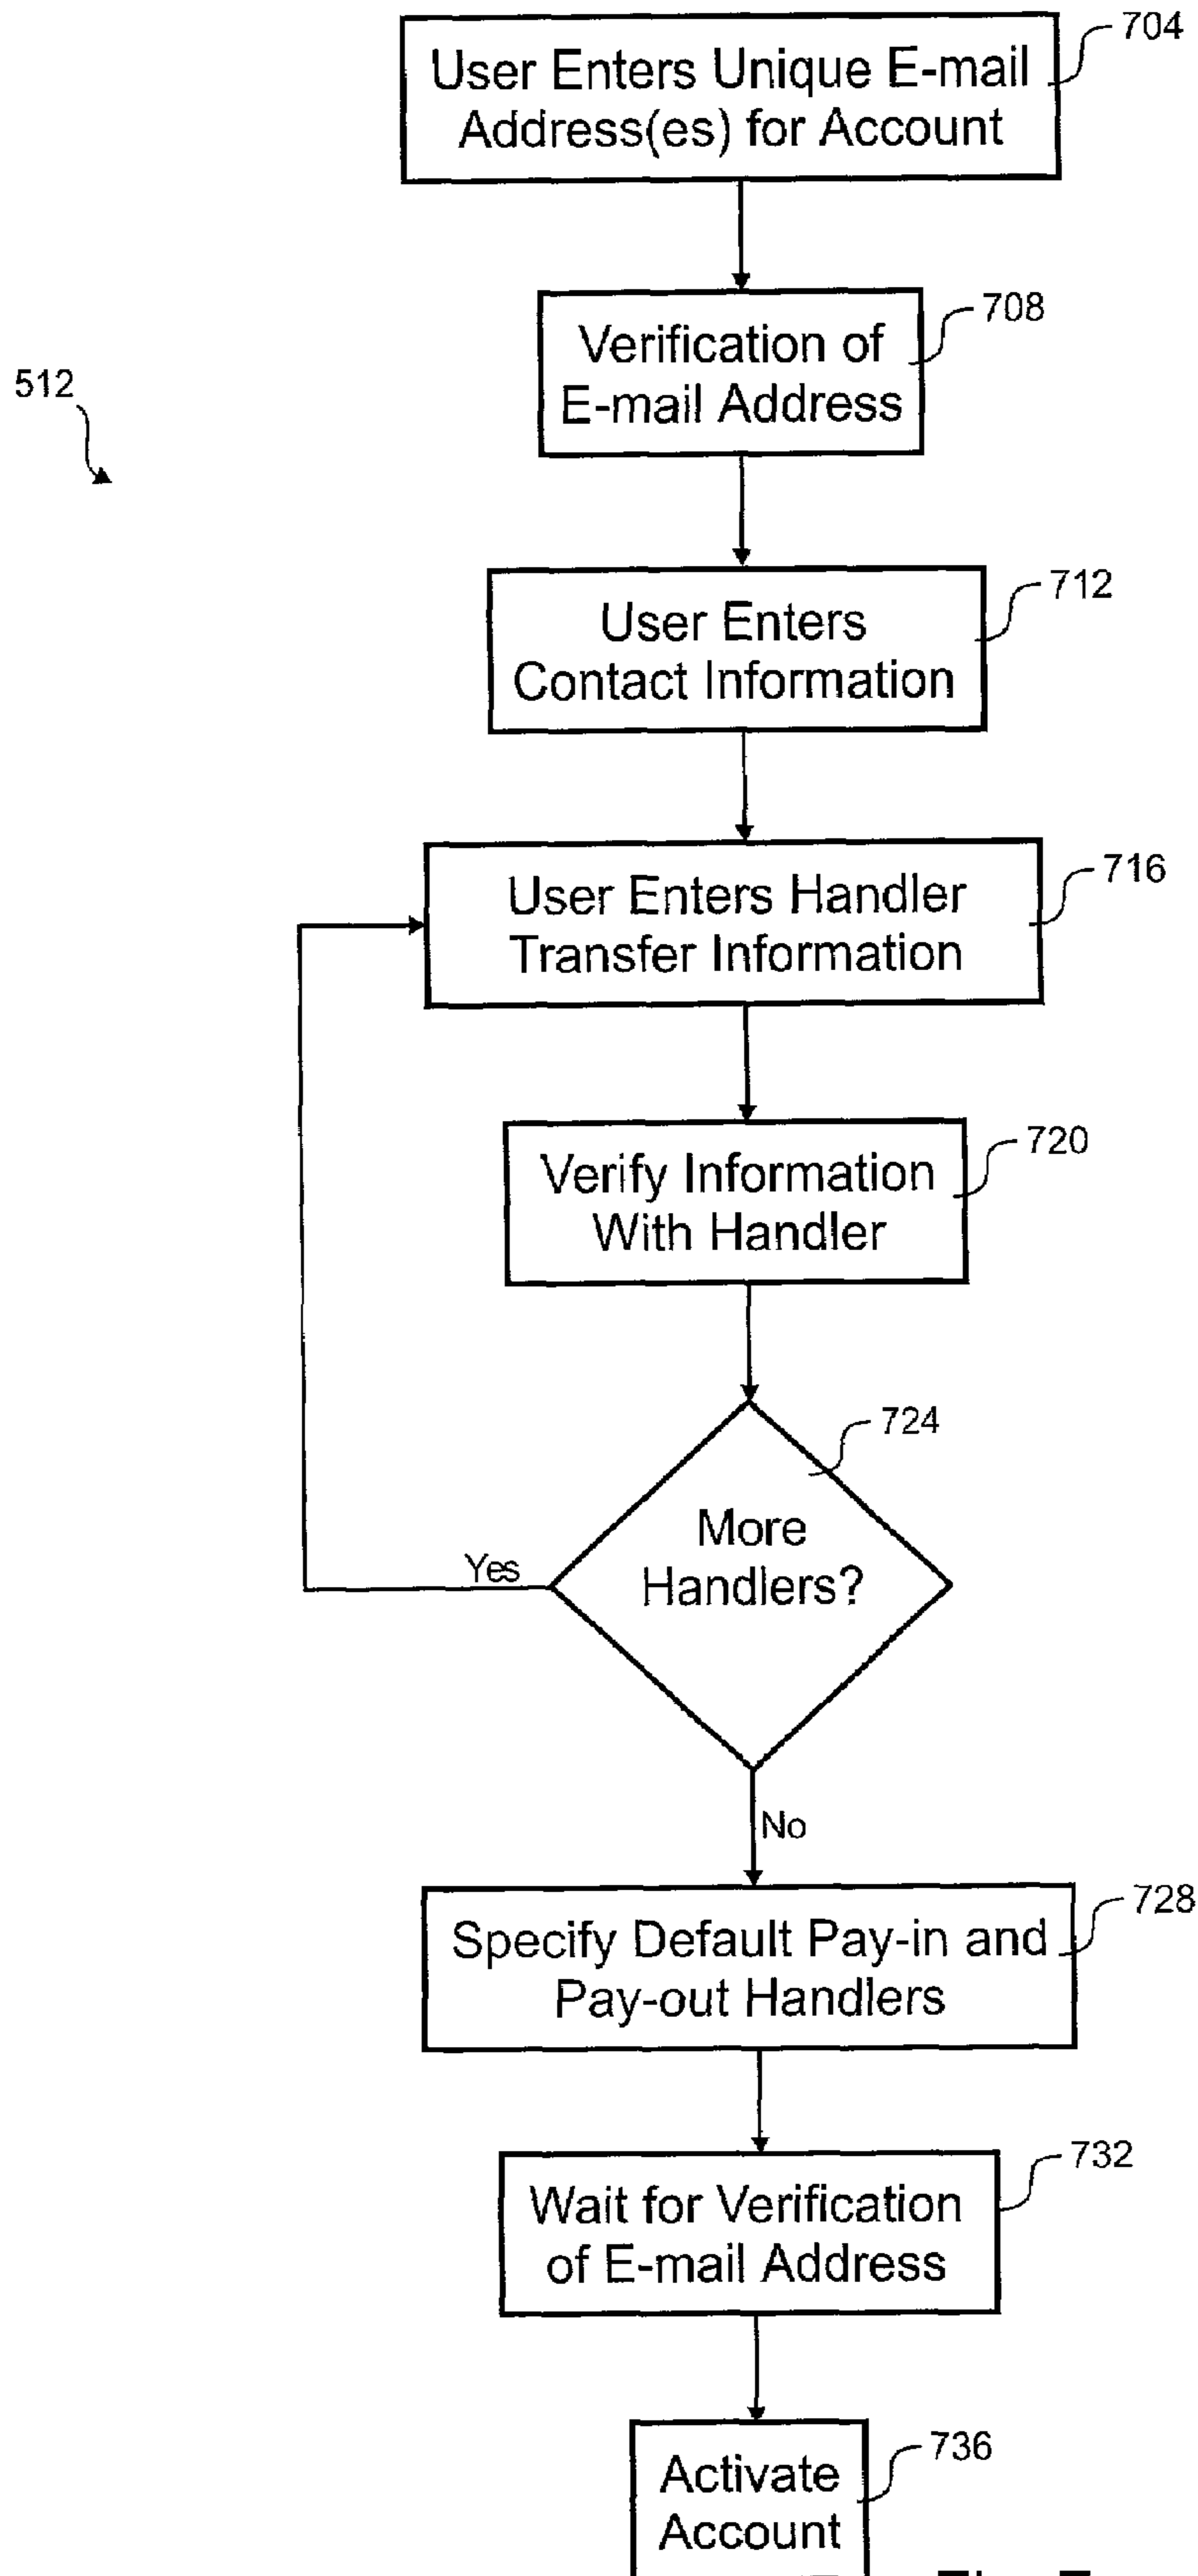 704
User Enters Unique E-mail
Address(es) for Account
708
Verification of
E-mail Address
512
712
User Enters
Contact Information
716
User Enters Handler
Transfer Information
720
Verify Information
With Handler
724
More
Handlers?
Yes
No
728
Specify Default Pay-in and
Pay-out Handlers
732
Wait for Verification
of E-mail Address
736
Activate
Account